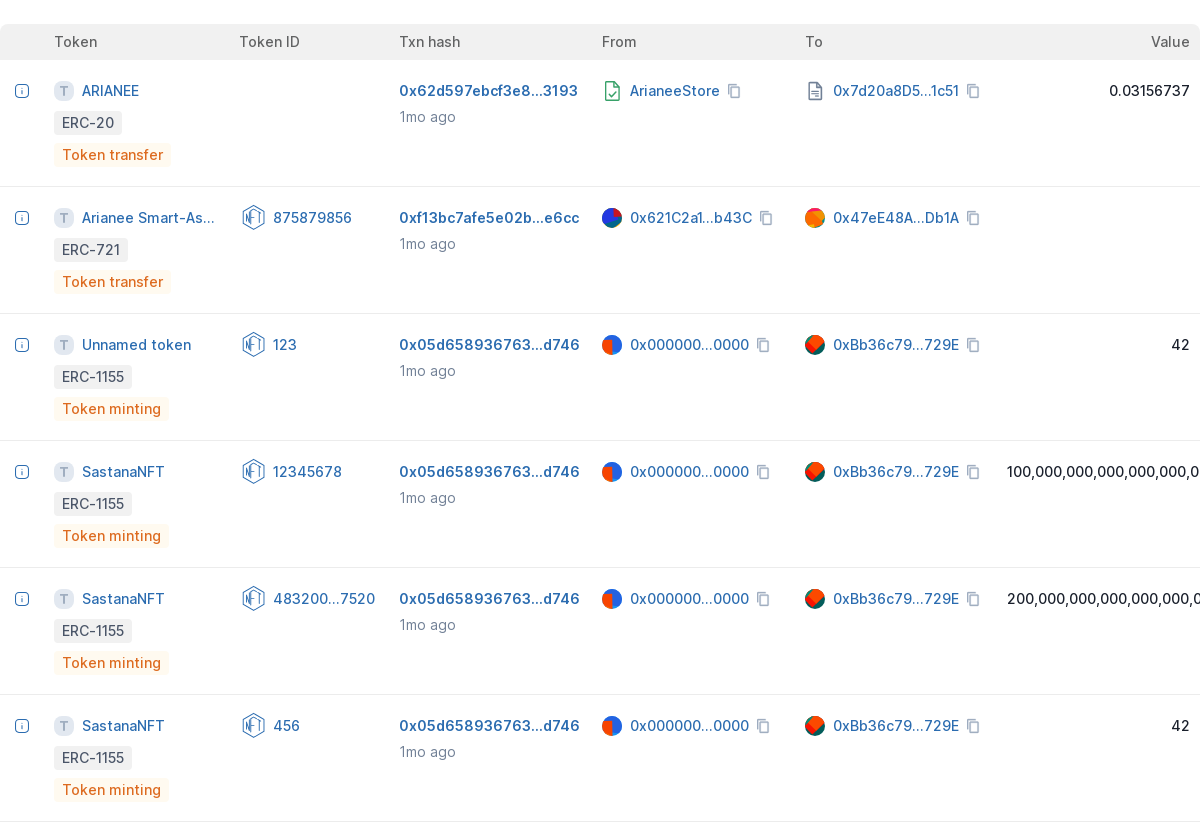 Token Token ID Txn hash From To Value
ARIANEE 0x62d597ebcf3e8...3193 ArianeeStore 0x7d20a8D5...1c51 0.03156737
ERC-20 1mo ago
Token transfer
Arianee Smart-As... NFT 875879856 0xf13bc7afe5e02b...e6cc 0x621C2a1...b43C 0x47eE48A...Db1A
ERC-721 1mo ago
Token transfer
Unnamed token NFT 123 0x05d658936763...d746 0x000000...0000 0xBb36c79...729E 42
ERC-1155 1mo ago
Token minting
SastanaNFT NFT 12345678 0x05d658936763...d746 0x000000...0000 0xBb36c79...729E 100,000,000,000,000,000,0
ERC-1155 1mo ago
Token minting
SastanaNFT NFT 483200...7520 0x05d658936763...d746 0x000000...0000 0xBb36c79...729E 200,000,000,000,000,000,0
ERC-1155 1mo ago
Token minting
SastanaNFT NFT 456 0x05d658936763...d746 0x000000...0000 0xBb36c79...729E 42
ERC-1155 1mo ago
Token minting